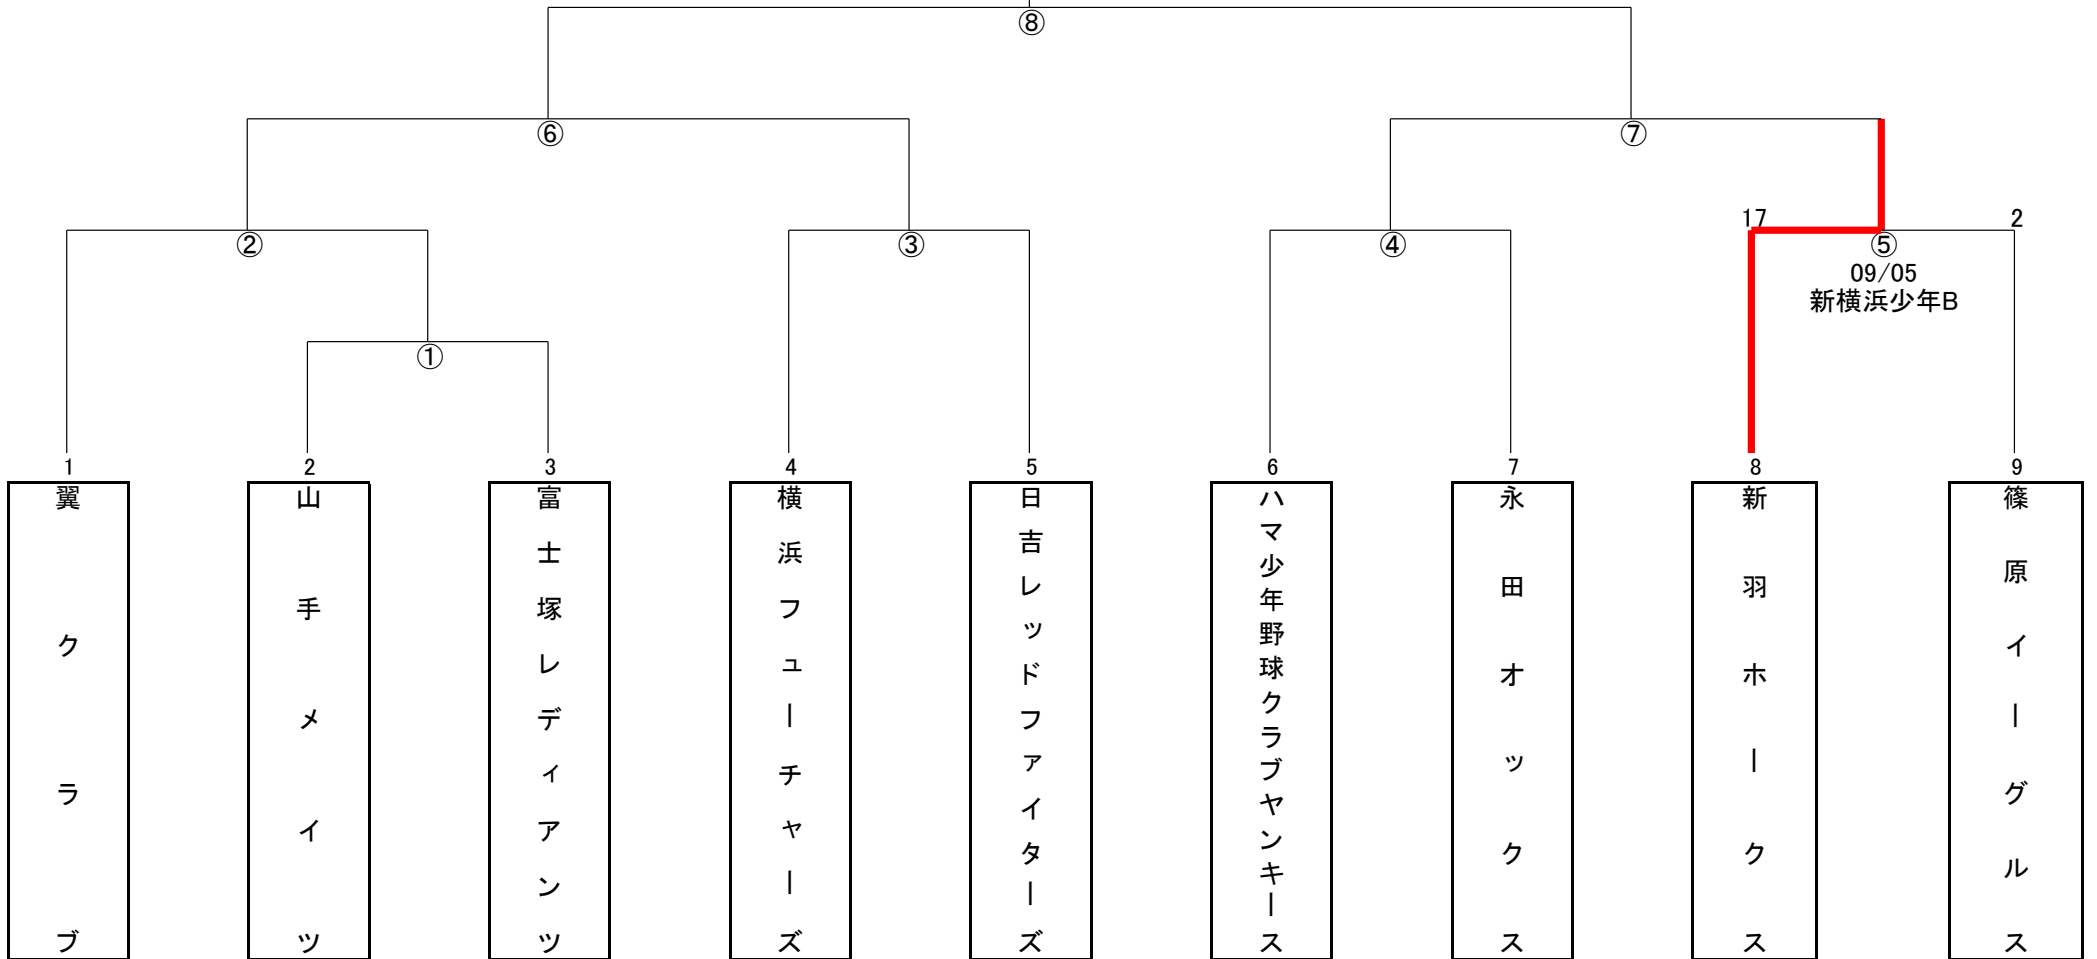 ⑧
⑥
⑦
17
2
②
③
④
⑤
09/05
新横浜少年B
①
1
2
3
4
5
6
7
8
9
翼クラブ
山手メイツ
富士塚レディアンツ
横浜フューチャーズ
日吉レッドファイターズ
ハマ少年野球クラブヤンキース
永田オックス
新羽ホークス
篠原イーグルス